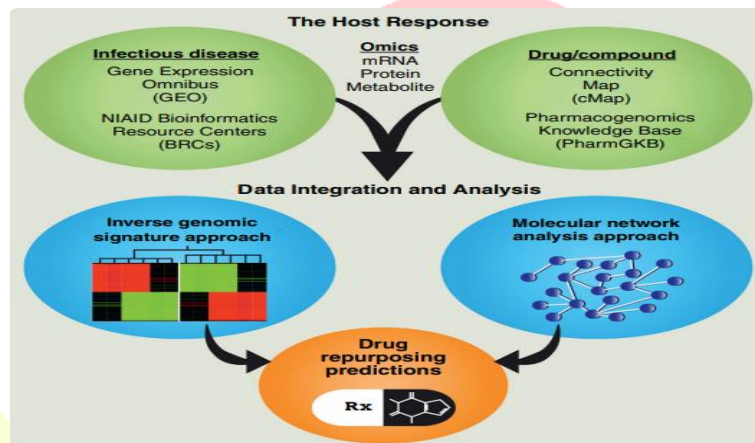 The Host Response
Infectious disease
Gene Expression
Omnibus
(GEO)
NIAID Bioinformatics
Resource Centers
(BRCs)
Omics
mRNA
Protein
Metabolite
Drug/compound
Connectivity
Map
(cMap)
Pharmacogenomics
Knowledge Base
(PharmGKB)
Data Integration and Analysis
Inverse genomic
signature approach
Molecular network
analysis approach
Drug
repurposing
predictions
Rx